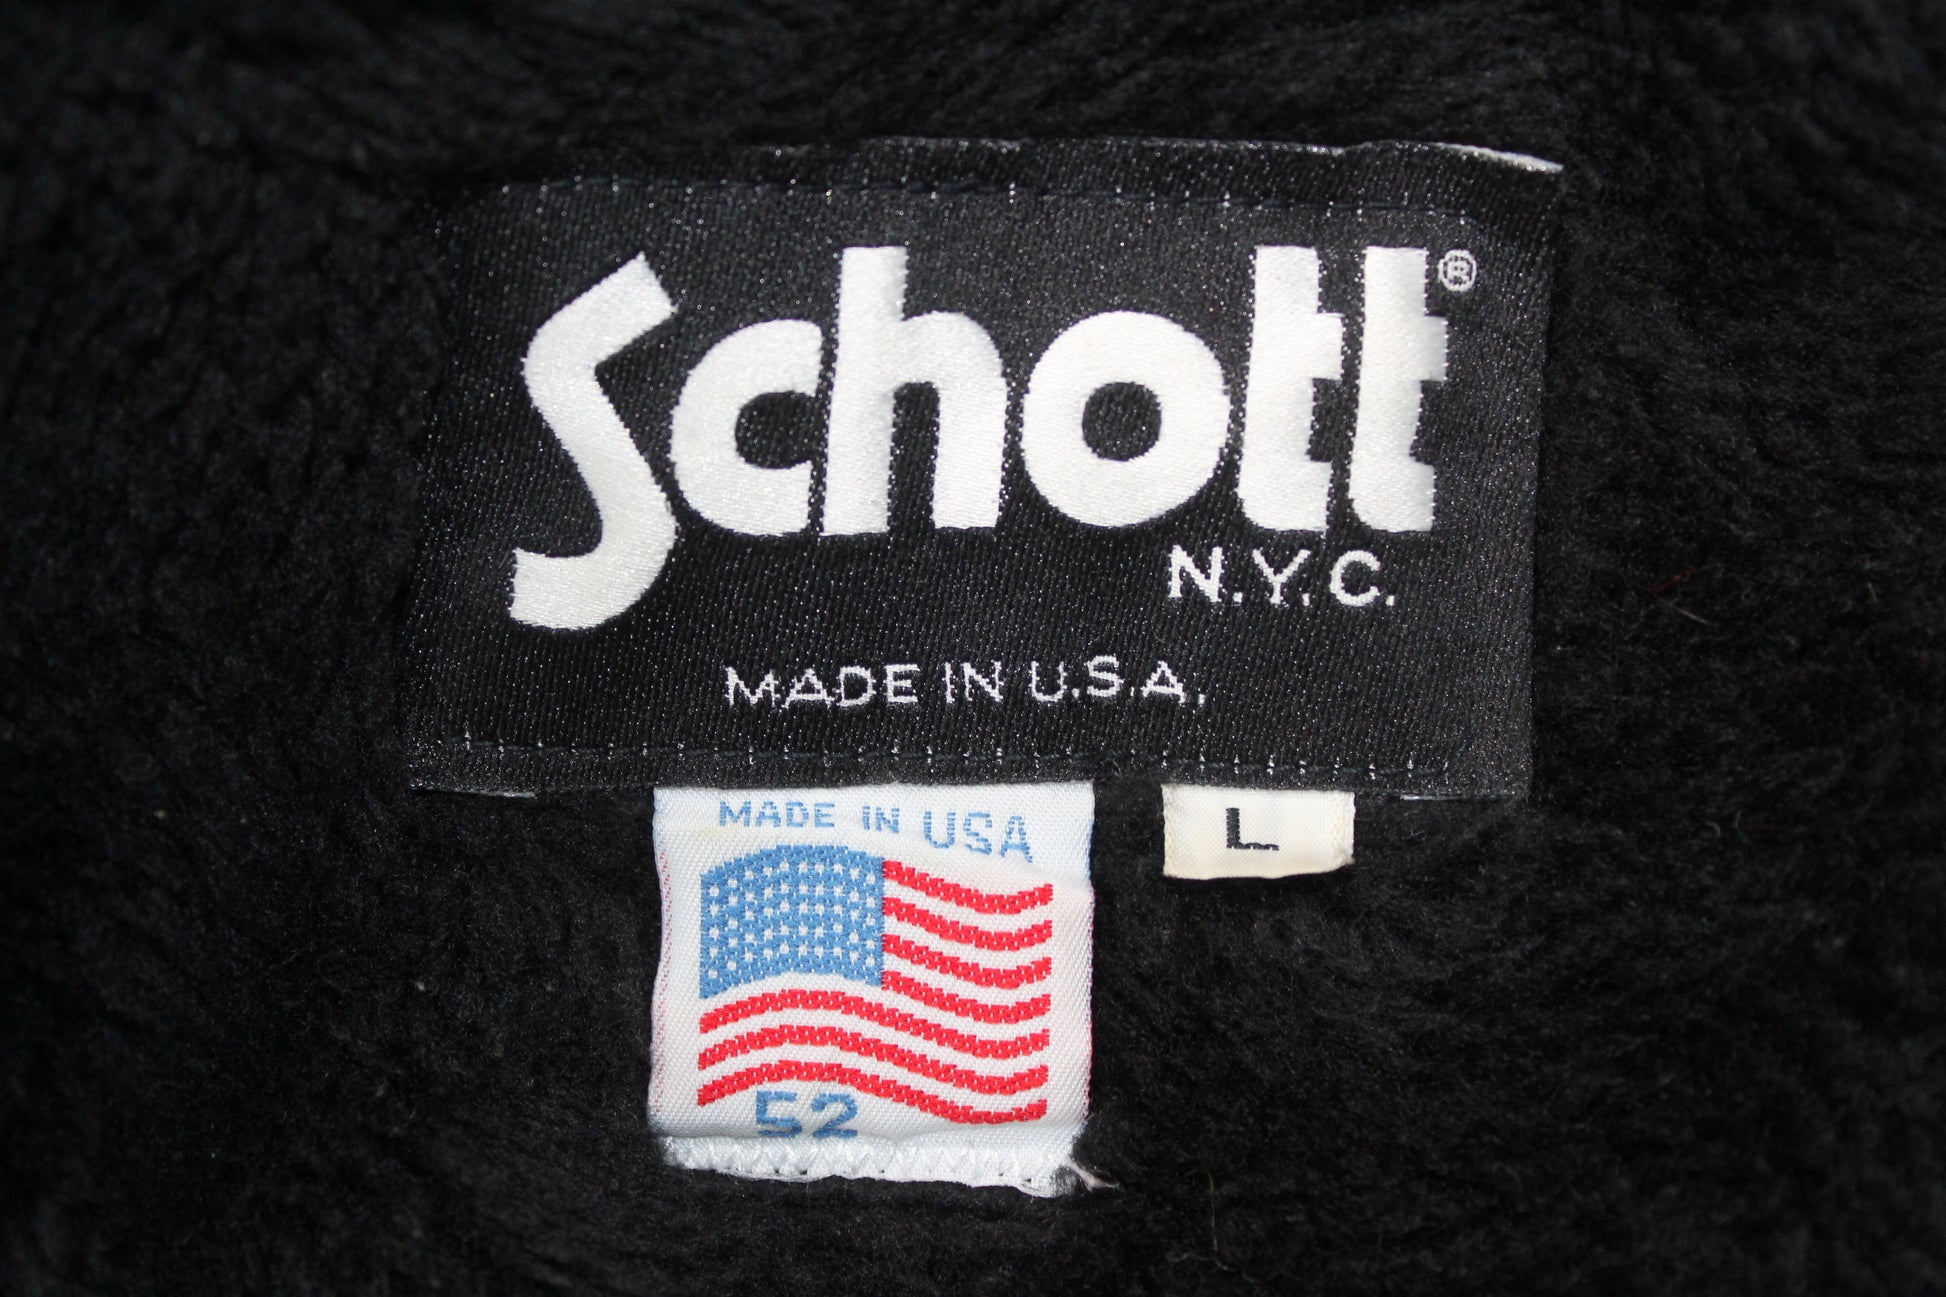 Schott®
N.Y.C.
MADE IN U.S.A.
MADE IN USA
L
52